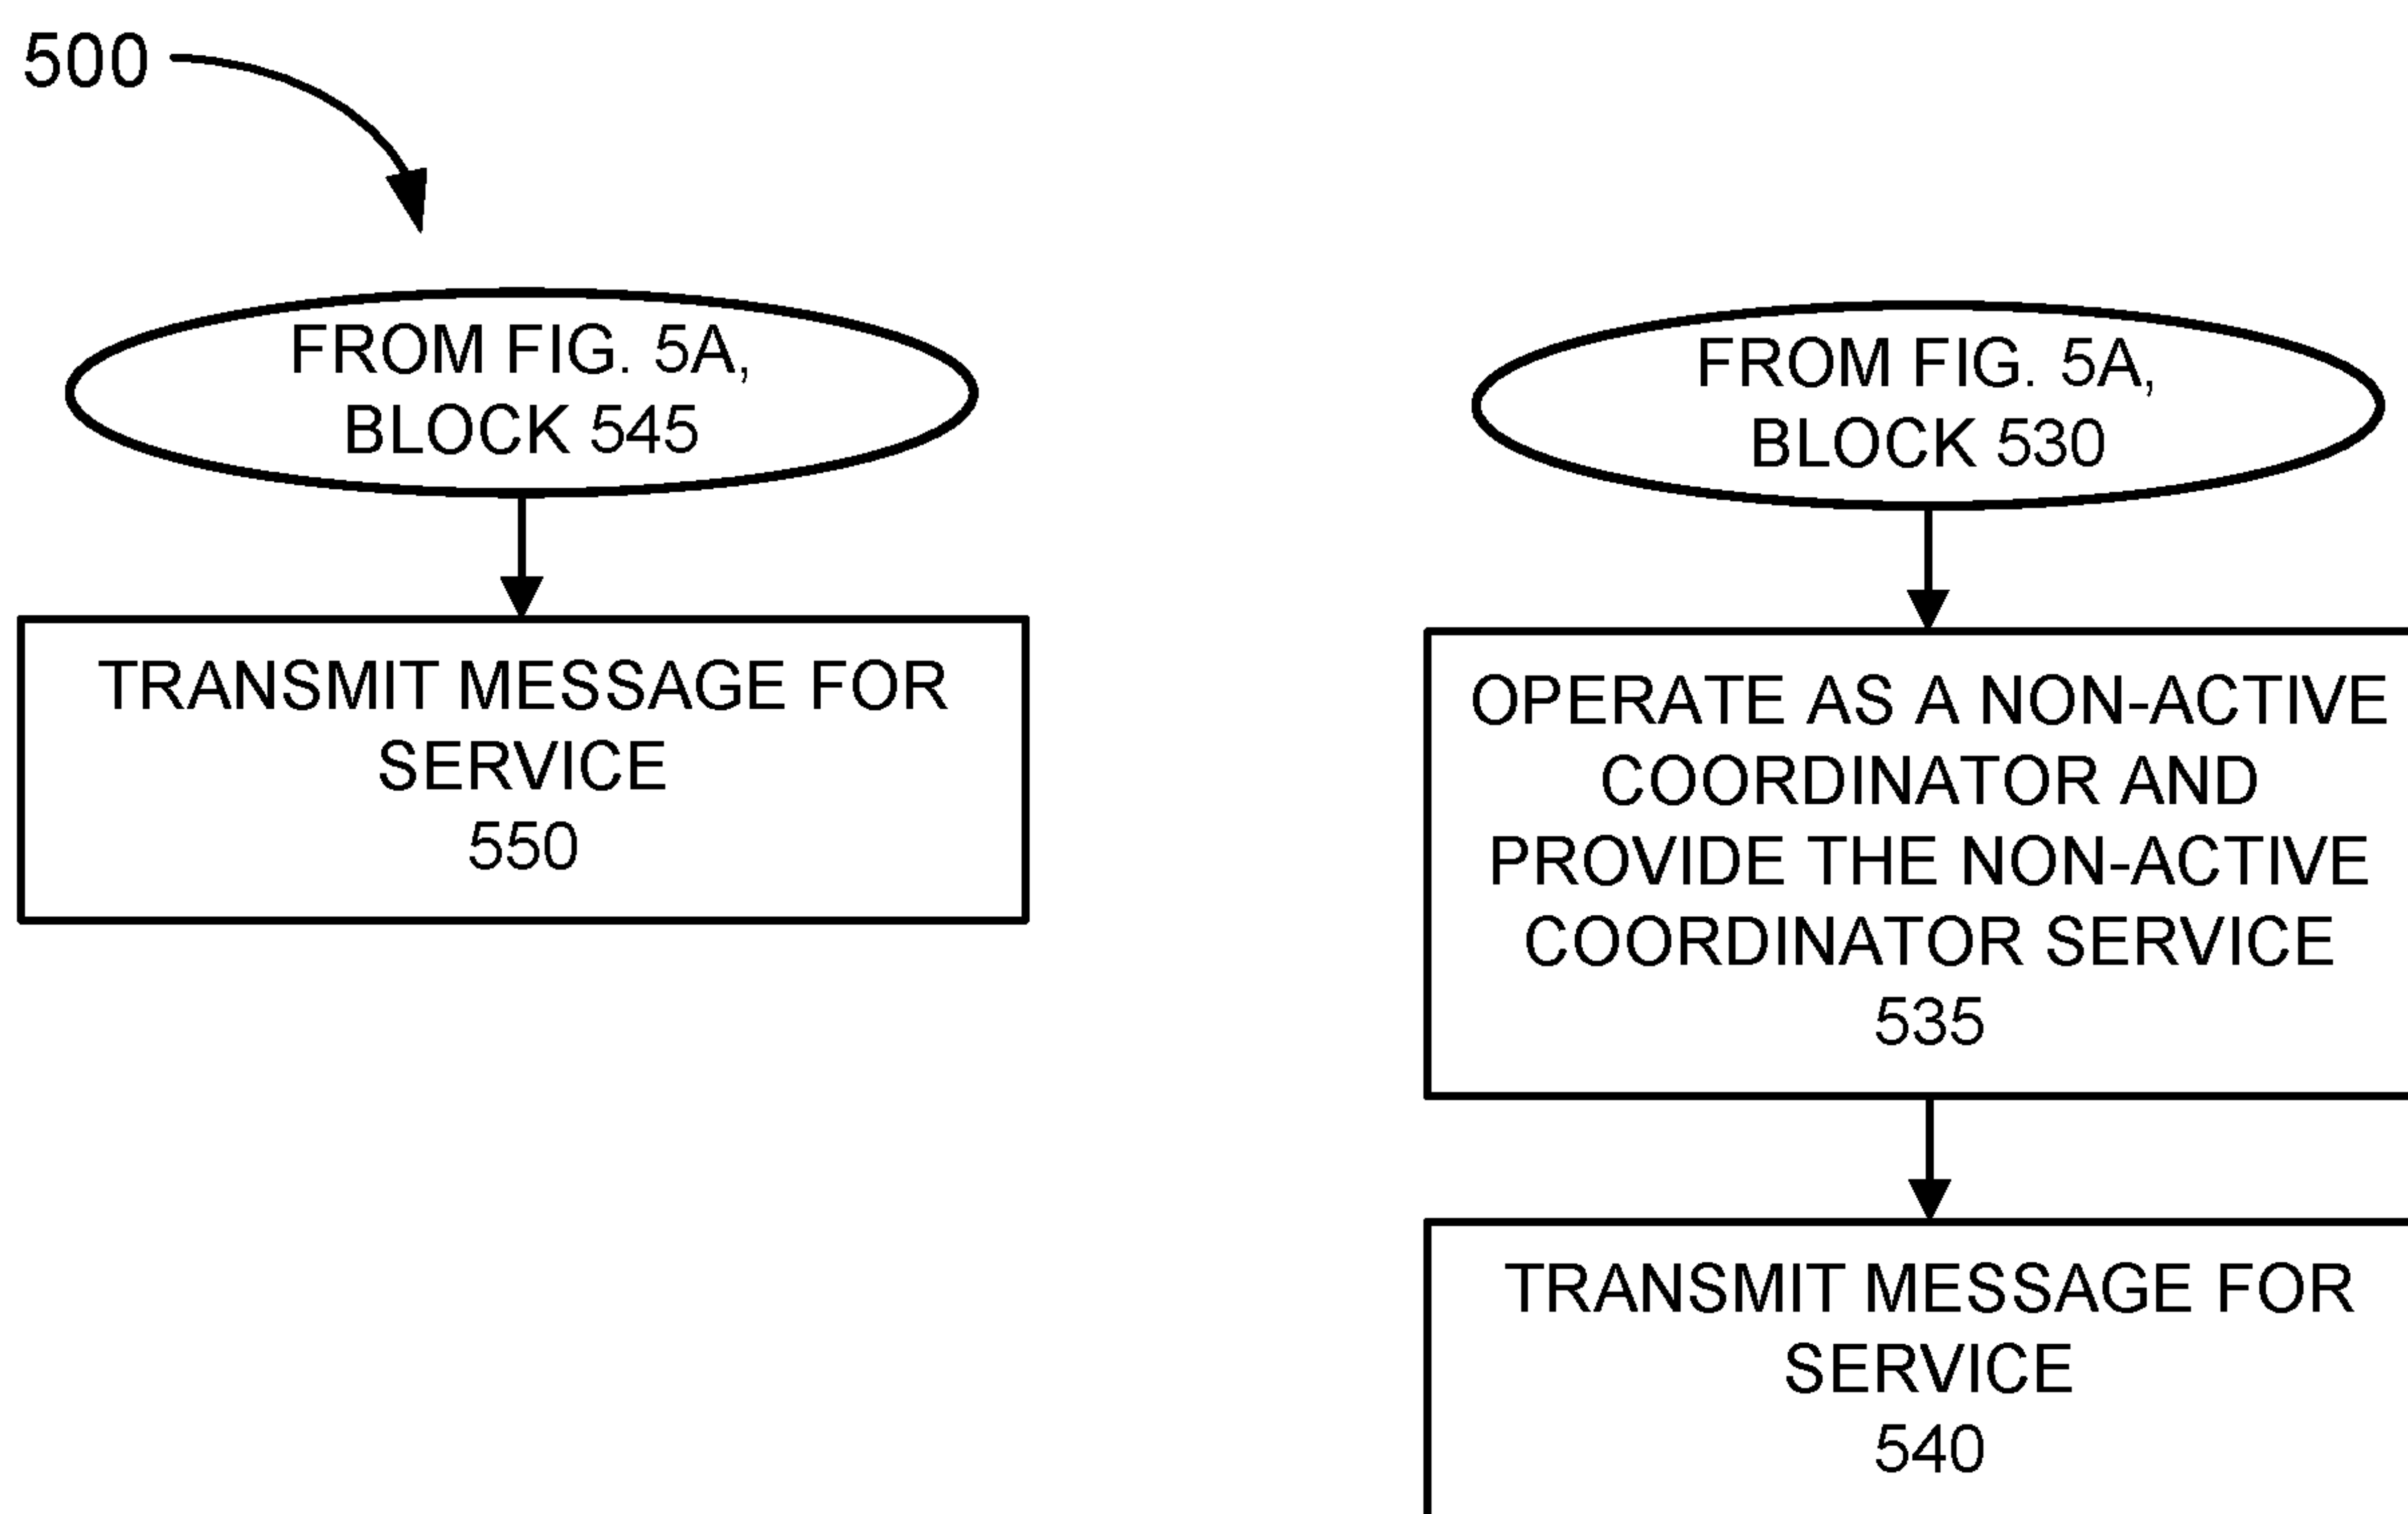 500
FROM FIG. 5A,
BLOCK 545
TRANSMIT MESSAGE FOR
SERVICE
550
FROM FIG. 5A,
BLOCK 530
OPERATE AS A NON-ACTIVE
COORDINATOR AND
PROVIDE THE NON-ACTIVE
COORDINATOR SERVICE
535
TRANSMIT MESSAGE FOR
SERVICE
540